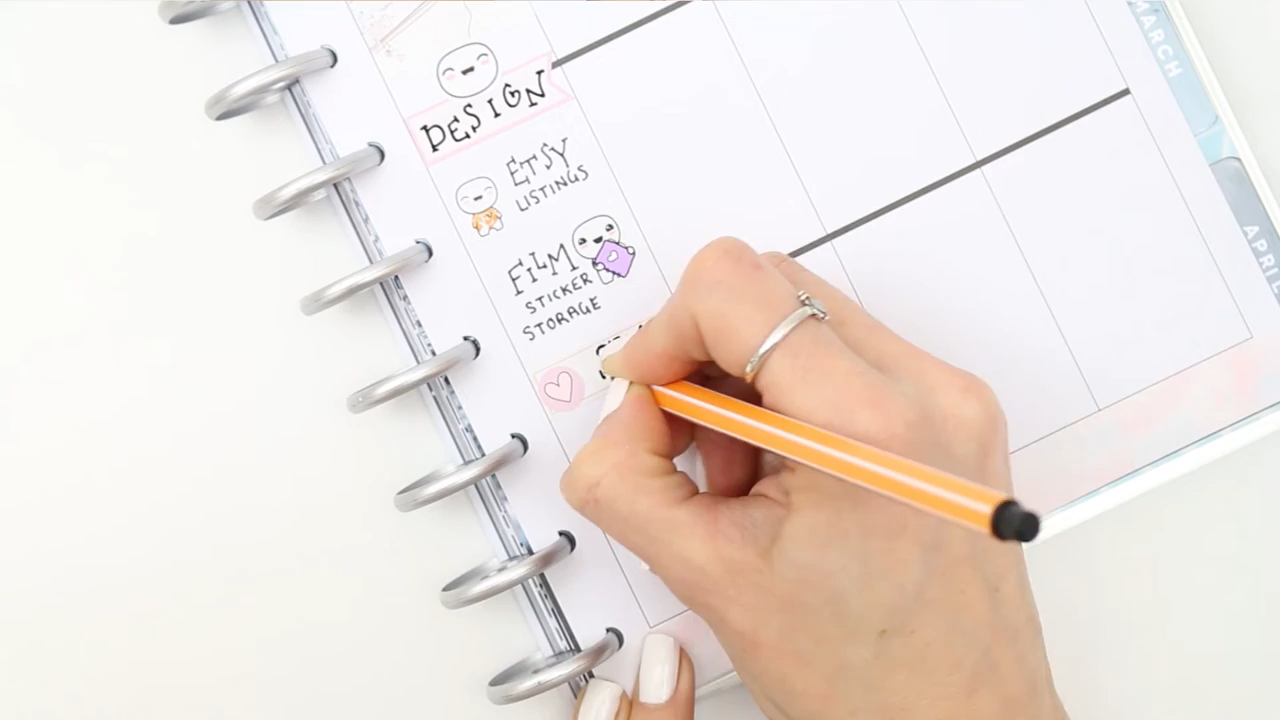 DESIGN
ETSY
LISTINGS
FILM
STICKER
STORAGE
MARCH
APRIL